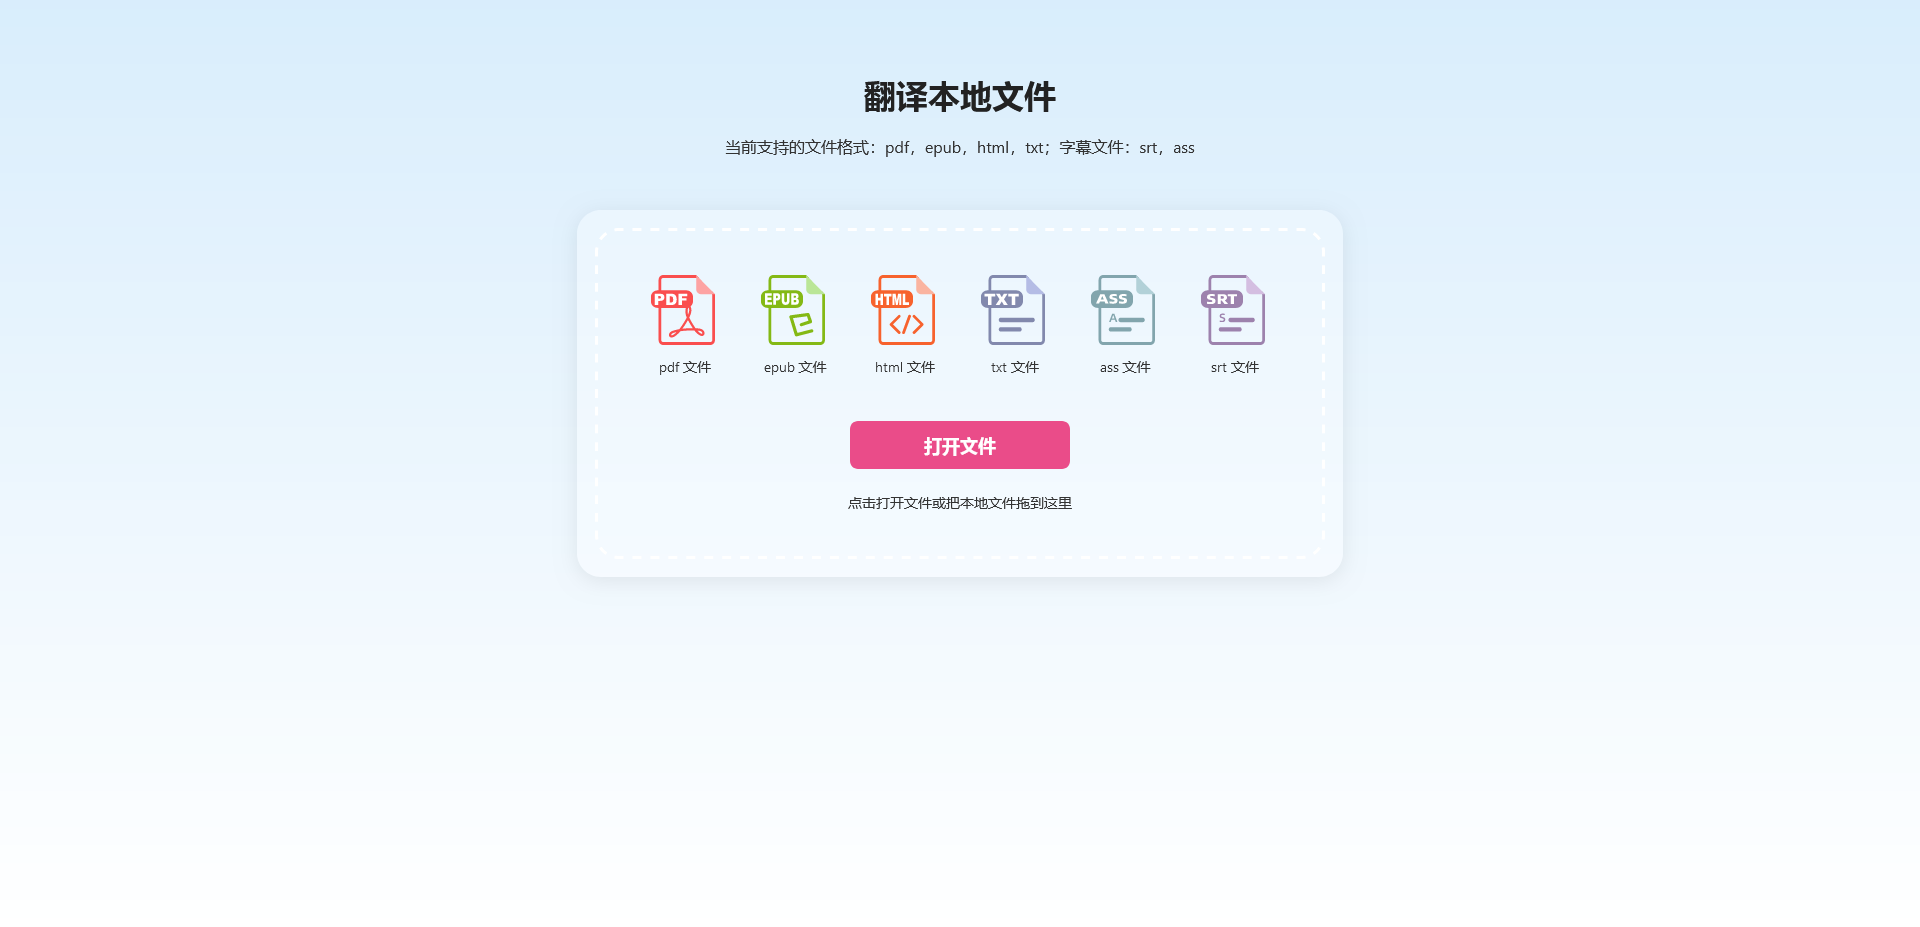 翻译本地文件
当前支持的文件格式：pdf，epub，html，txt；字幕文件：srt，ass
PDF EPUB HTML TXT ASS SRT
A S
pdf 文件 epub 文件 html 文件 txt 文件 ass 文件 srt 文件
打开文件
点击打开文件或把本地文件拖到这里